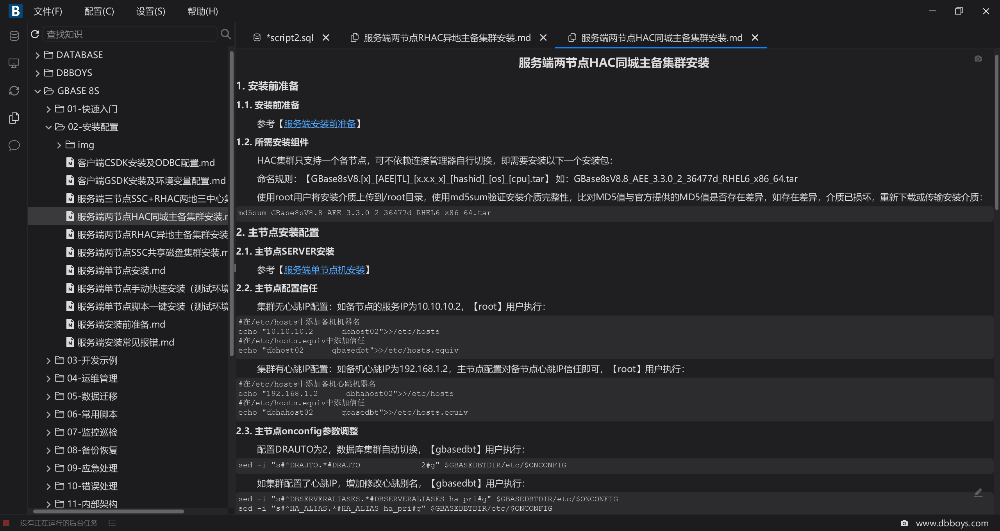 B 文件(F) 配置(C) 设置(S) 帮助(H)
查找知识
DATABASE
DBBOYS
GBASE 8S
01-快速入门
02-安装配置
img
客户端CSDK安装及ODBC配置.md
客户端GSDK安装及环境变量配置.md
服务端三节点SSC+RHAC两地三中心集
服务端两节点HAC同城主备集群安装.m
服务端两节点RHAC异地主备集群安装
服务端两节点SSC共享磁盘集群安装.m
服务端单节点安装.md
服务端单节点手动快速安装（测试环境
服务端单节点脚本一键安装（测试环境
服务端安装前准备.md
服务端安装常见报错.md
03-开发示例
04-运维管理
05-数据迁移
06-常用脚本
07-监控巡检
08-备份恢复
09-应急处理
10-错误处理
11-内部架构
*script2.sql 服务端两节点RHAC异地主备集群安装.md 服务端两节点HAC同城主备集群安装.md
服务端两节点HAC同城主备集群安装
1. 安装前准备
1.1. 安装前准备
参考【服务端安装前准备】
1.2. 所需安装组件
HAC集群只支持一个备节点，可不依赖连接管理器自行切换，即需要安装以下一个安装包：
命名规则：【GBase8sV8.[x]_[AEE|TL]_[x.x.x_x]_[hashid]_[os]_[cpu].tar】 如：GBase8sV8.8_AEE_3.3.0_2_36477d_RHEL6_x86_64.tar
使用root用户将安装介质上传到/root目录，使用md5sum验证安装介质完整性，比对MD5值与官方提供的MD5值是否存在差异，如存在差异，介质已损坏，重新下载或传输安装介质：
md5sum GBase8sV8.8_AEE_3.3.0_2_36477d_RHEL6_x86_64.tar
2. 主节点安装配置
2.1. 主节点SERVER安装
参考【服务端单节点机安装】
2.2. 主节点配置信任
集群无心跳IP配置：如备节点的服务IP为10.10.10.2，【root】用户执行：
#在/etc/hosts中添加备机机器名
echo "10.10.10.2      dbhost02">>/etc/hosts
#在/etc/hosts.equiv中添加信任
echo "dbhost02      gbasedbt">>/etc/hosts.equiv
集群有心跳IP配置：如备机心跳IP为192.168.1.2，主节点配置对备节点心跳IP信任即可，【root】用户执行：
#在/etc/hosts中添加备机心跳机器名
echo "192.168.1.2      dbhahost02">>/etc/hosts
#在/etc/hosts.equiv中添加信任
echo "dbhahost02      gbasedbt">>/etc/hosts.equiv
2.3. 主节点onconfig参数调整
配置DRAUTO为2，数据库集群自动切换，【gbasedbt】用户执行：
sed -i "s#^DRAUTO.*#DRAUTO             2#g" $GBASEDBTDIR/etc/$ONCONFIG
如集群配置了心跳IP，增加修改心跳别名，【gbasedbt】用户执行：
sed -i "s#^DBSERVERALIASES.*#DBSERVERALIASES ha_pri#g" $GBASEDBTDIR/etc/$ONCONFIG
sed -i "s#^HA_ALIAS.*#HA_ALIAS ha_pri#g" $GBASEDBTDIR/etc/$ONCONFIG
没有正在运行的后台任务
www.dbboys.com